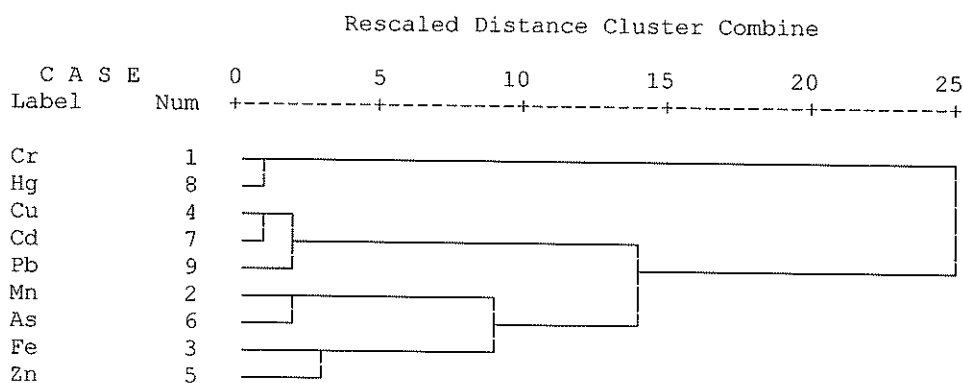 Rescaled Distance Cluster Combine
C A S E 0 5 10 15 20 25
Label Num +---------+---------+---------+---------+---------+
Cr 1
Hg 8
Cu 4
Cd 7
Pb 9
Mn 2
As 6
Fe 3
Zn 5